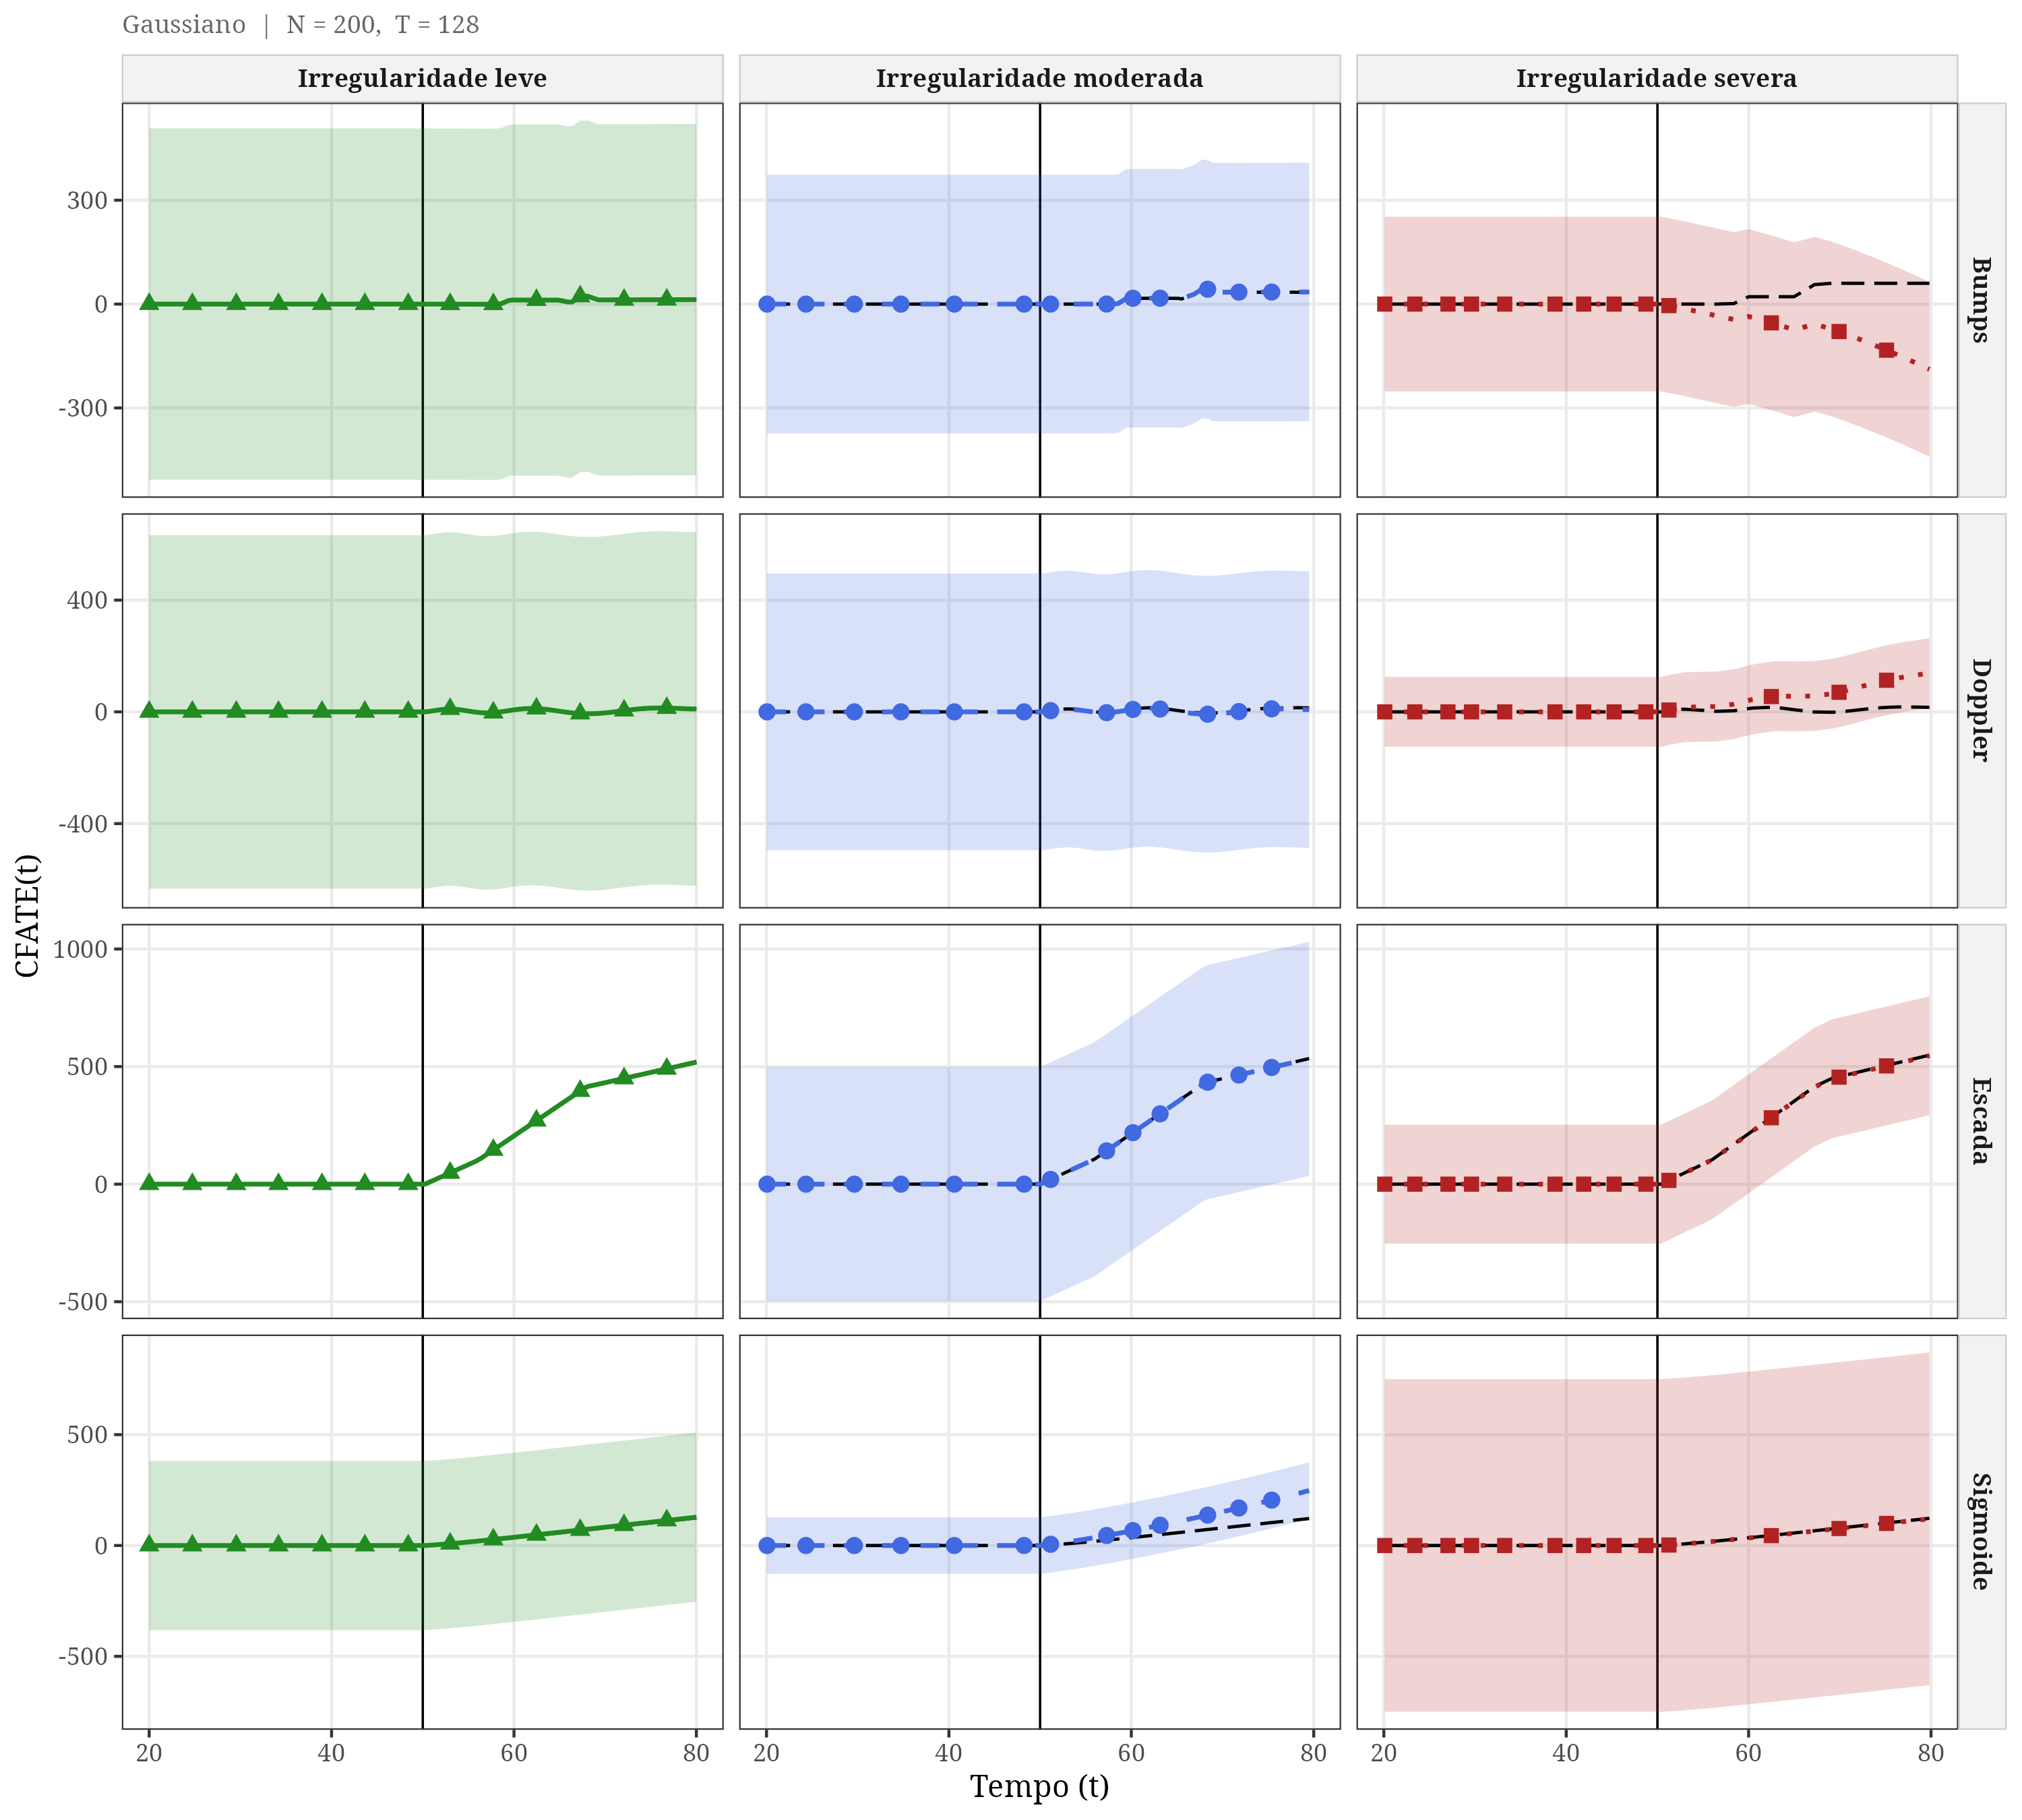 Gaussiano | N = 200, T = 128
Irregularidade leve
Irregularidade moderada
Irregularidade severa
300
0
-300
Bumps
400
0
-400
Doppler
CFATE(t)
1000
500
0
-500
Escada
500
0
-500
Sigmoide
20 40 60 80
20 40 60 80
20 40 60 80
Tempo (t)